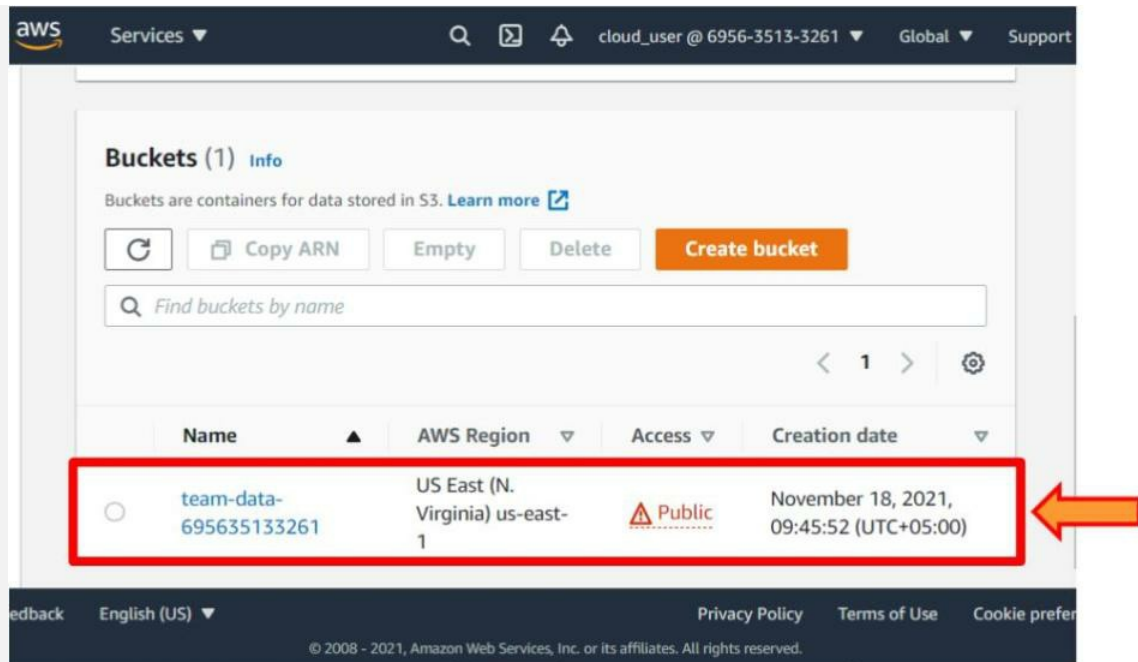 aws
Services ▼
cloud_user @ 6956-3513-3261 ▼
Global ▼
Support
Buckets (1) Info
Buckets are containers for data stored in S3. Learn more
Copy ARN
Empty
Delete
Create bucket
Find buckets by name
1
Name
AWS Region
Access
Creation date
team-data-
695635133261
US East (N.
Virginia) us-east-
1
Public
November 18, 2021,
09:45:52 (UTC+05:00)
edback
English (US) ▼
Privacy Policy
Terms of Use
Cookie prefer
© 2008 - 2021, Amazon Web Services, Inc. or its affiliates. All rights reserved.